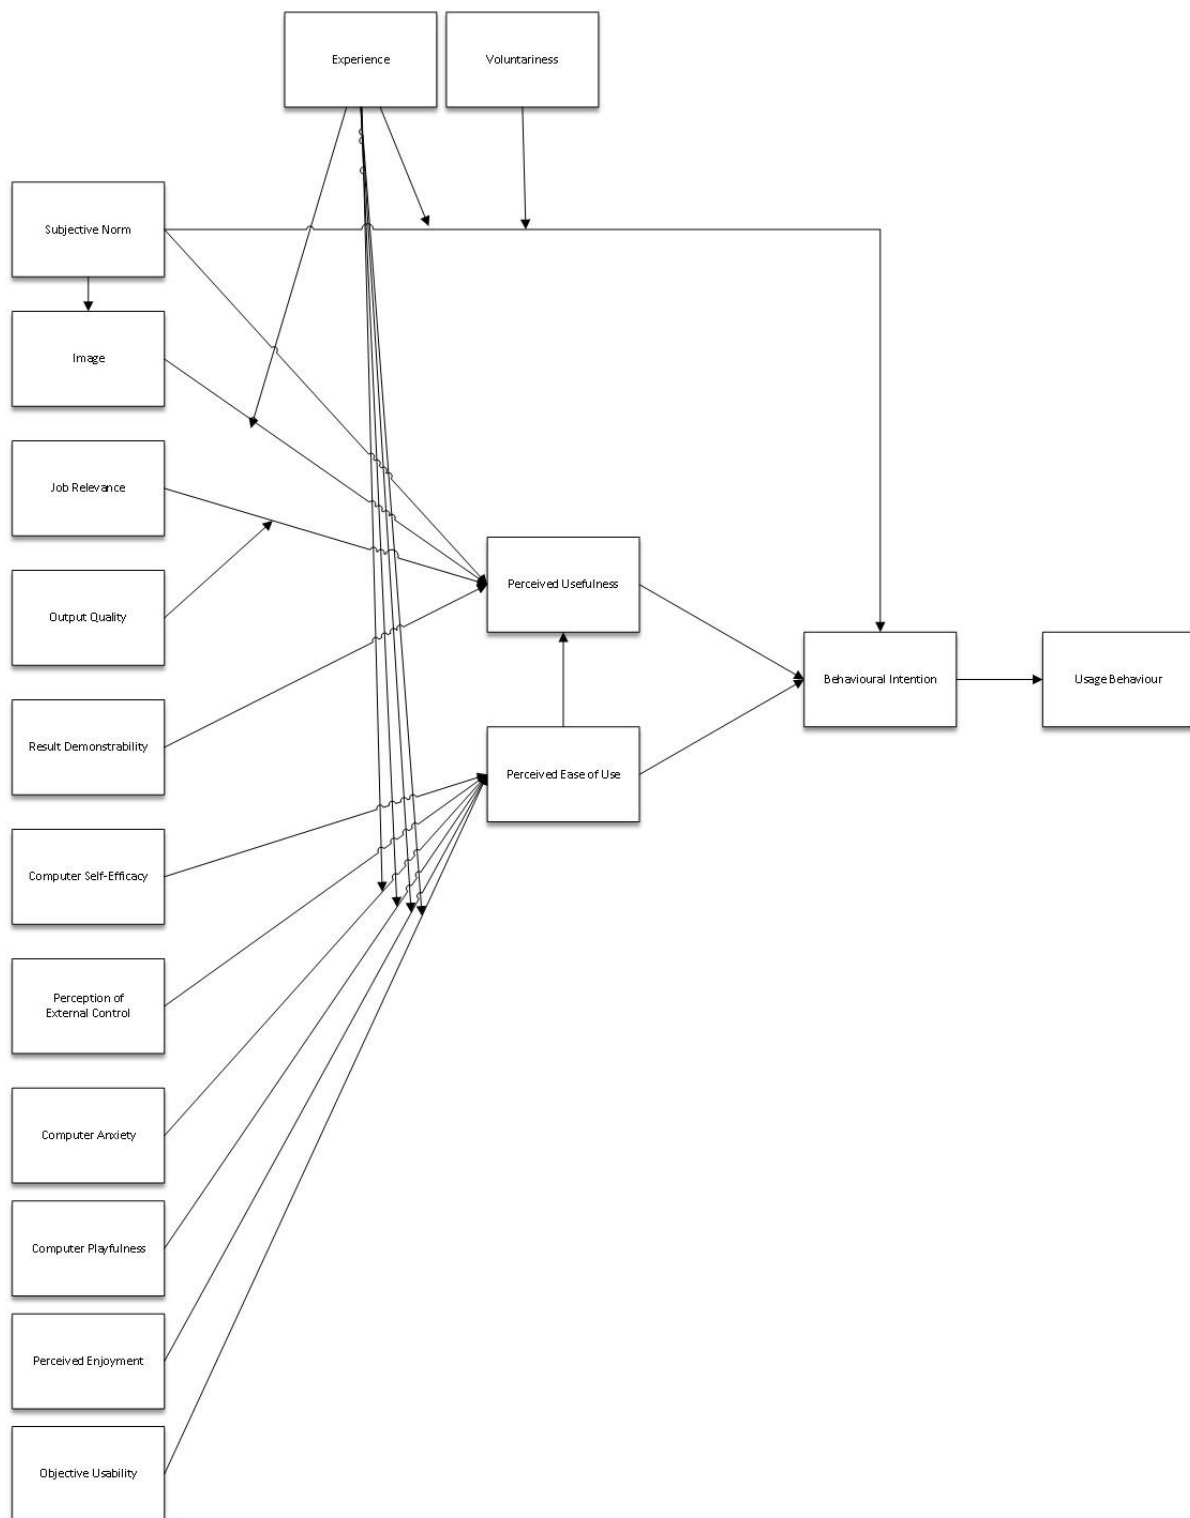 Experience
Voluntariness
Subjective Norm
Image
Job Relevance
Output Quality
Perceived Usefulness
Behavioural Intention
Usage Behaviour
Result Demonstrability
Perceived Ease of Use
Computer Self-Efficacy
Perception of
External Control
Computer Anxiety
Computer Playfulness
Perceived Enjoyment
Objective Usability